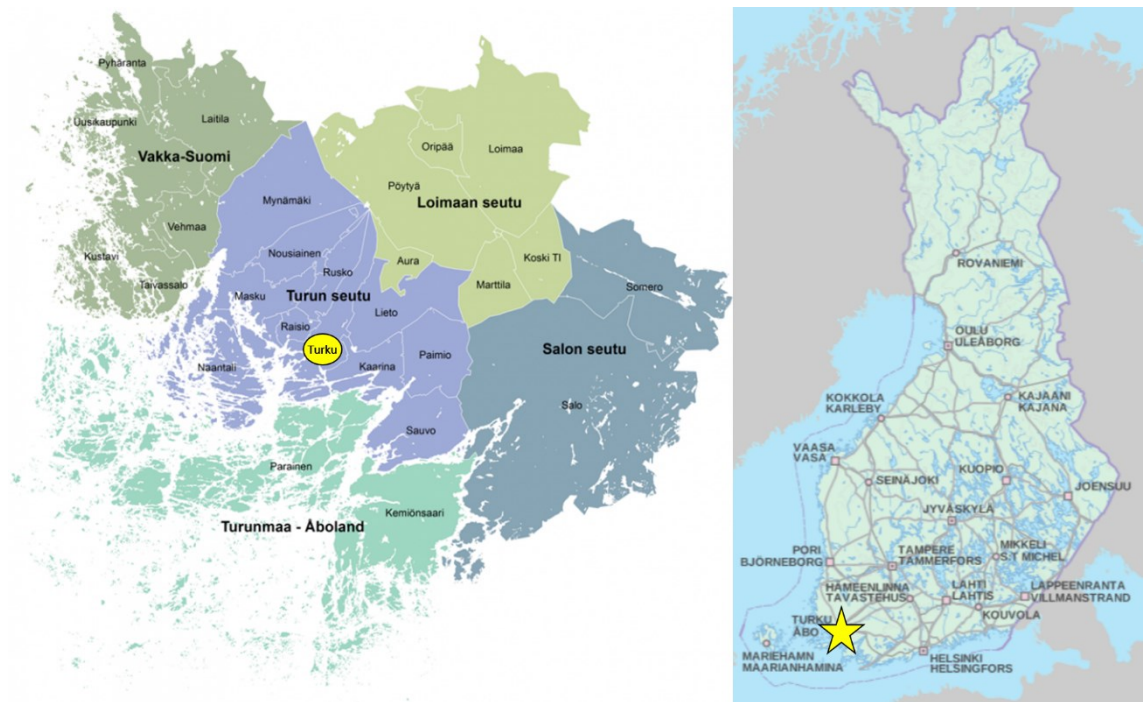 Pyhäranta
Uusikaupunki
Laitila
Vakka-Suomi
Vehmaa
Kustavi
Taivassalo
Oripää
Loimaa
Pöytyä
Loimaan seutu
Aura
Koski Tl
Marttila
Mynämäki
Nousiainen
Rusko
Masku
Turun seutu
Lieto
Raisio
Turku
Naantali
Kaarina
Paimio
Sauvo
Somero
Salon seutu
Salo
Parainen
Kemiönsaari
Turunmaa - Åboland
ROVANIEMI
OULU
ULEÅBORG
KAJAANI
KAJANA
KOKKOLA
KARLEBY
VAASA
VASA
SEINÄJOKI
KUOPIO
JOENSUU
JYVÄSKYLÄ
PORI
BJÖRNEBORG
TAMPERE
TAMMERFORS
MIKKELI
S.T MICHEL
HÄMEENLINNA
TAVASTEHUS
LAHTI
LAHTIS
LAPPEENRANTA
VILLMANSTRAND
KOUVOLA
TURKU
ÅBO
HELSINKI
HELSINGFORS
MARIEHAMN
MAARIANHAMINA